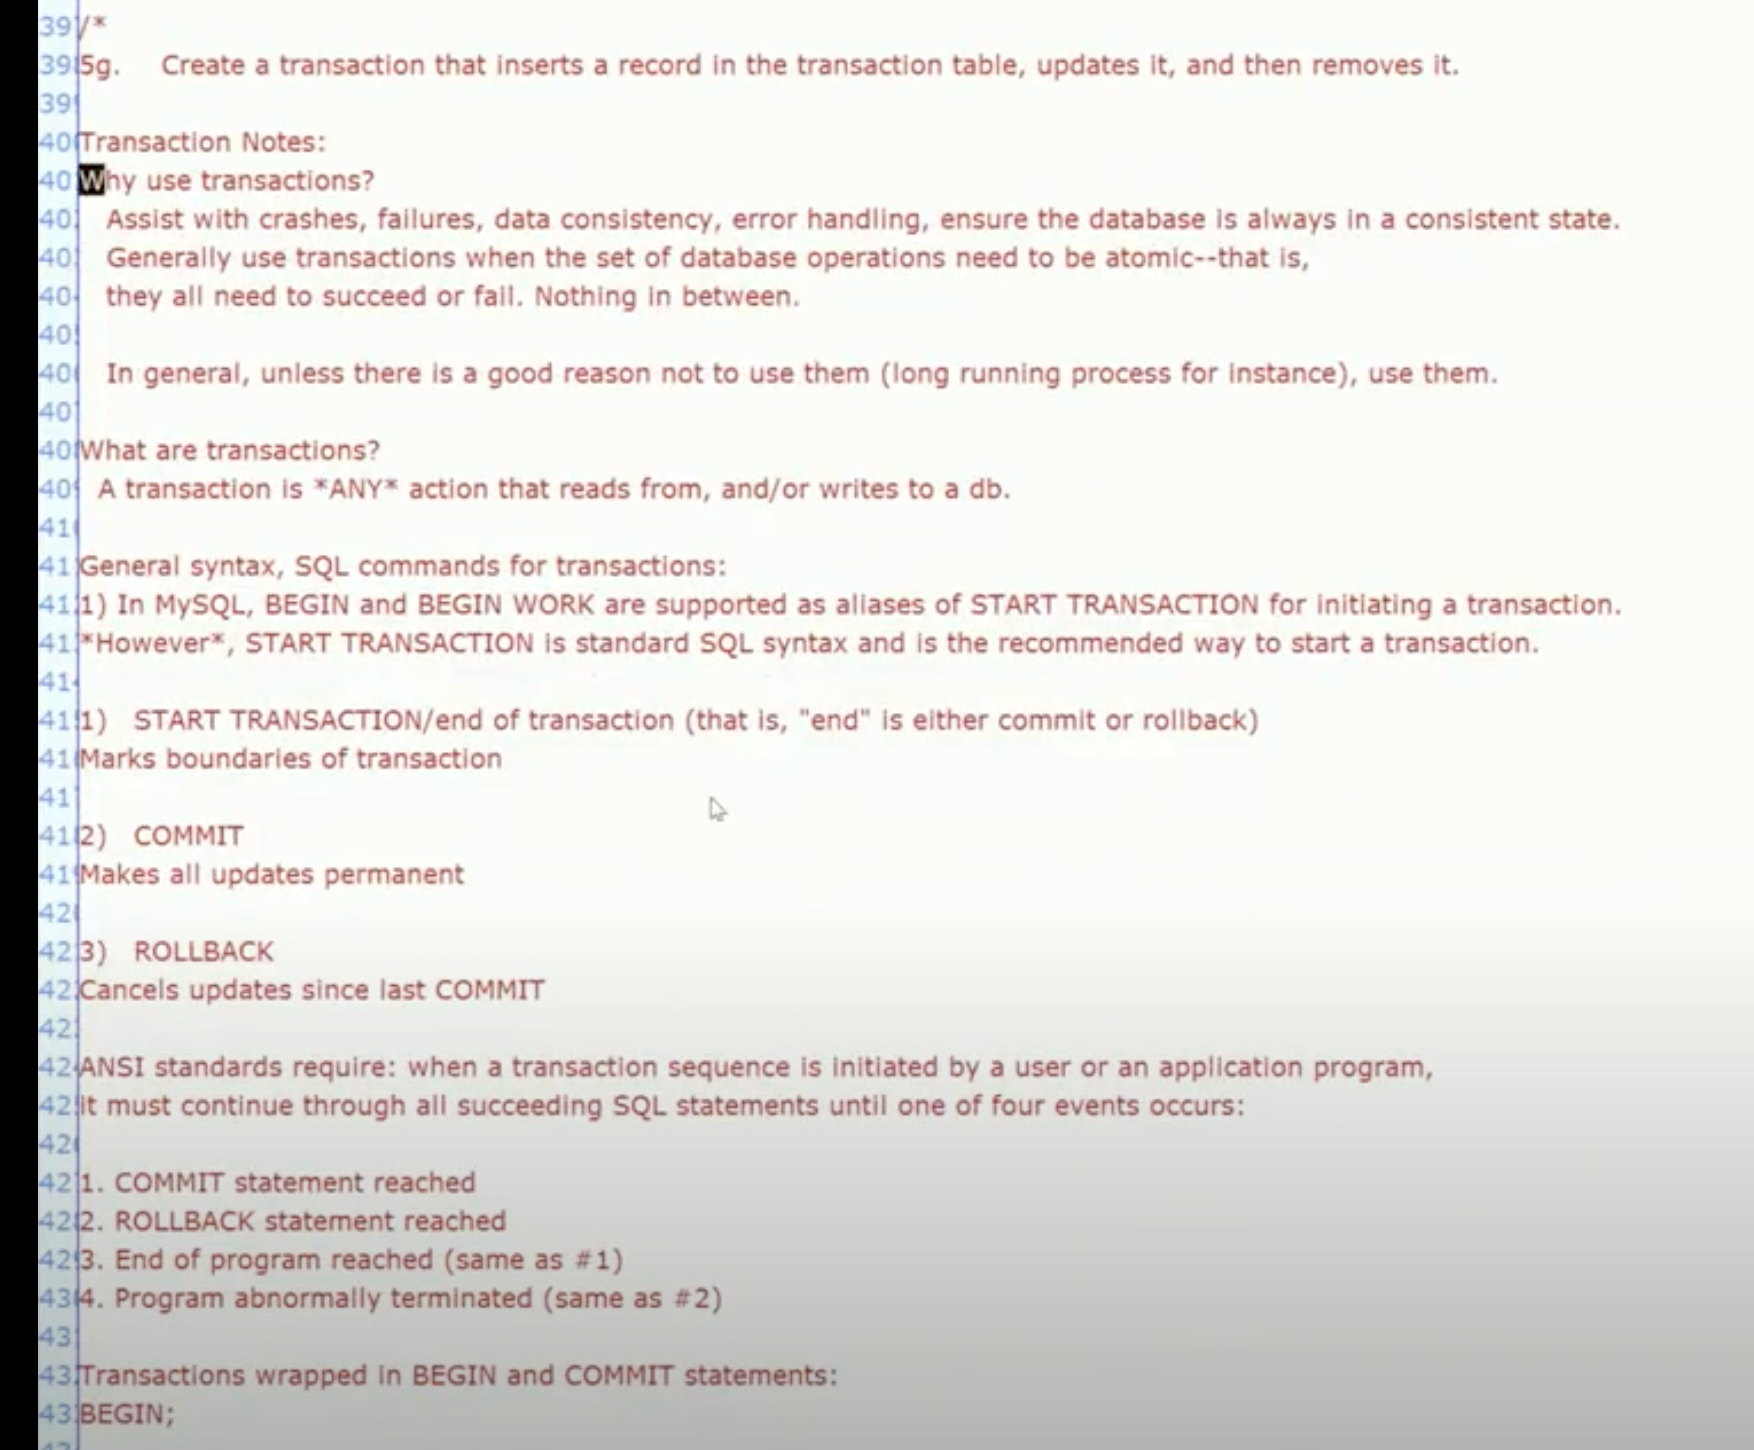 39 /*
39 5g. Create a transaction that inserts a record in the transaction table, updates it, and then removes it.
39
40 Transaction Notes:
40 Why use transactions?
40 Assist with crashes, failures, data consistency, error handling, ensure the database is always in a consistent state.
40 Generally use transactions when the set of database operations need to be atomic--that is,
40 they all need to succeed or fail. Nothing in between.
40
40 In general, unless there is a good reason not to use them (long running process for instance), use them.
40
40 What are transactions?
40 A transaction is *ANY* action that reads from, and/or writes to a db.
41
41 General syntax, SQL commands for transactions:
41 1) In MySQL, BEGIN and BEGIN WORK are supported as aliases of START TRANSACTION for initiating a transaction.
41 *However*, START TRANSACTION is standard SQL syntax and is the recommended way to start a transaction.
41
41 1) START TRANSACTION/end of transaction (that is, "end" is either commit or rollback)
41 Marks boundaries of transaction
41
41 2) COMMIT
41 Makes all updates permanent
42
42 3) ROLLBACK
42 Cancels updates since last COMMIT
42
42 ANSI standards require: when a transaction sequence is initiated by a user or an application program,
42 it must continue through all succeeding SQL statements until one of four events occurs:
42
42 1. COMMIT statement reached
42 2. ROLLBACK statement reached
42 3. End of program reached (same as #1)
43 4. Program abnormally terminated (same as #2)
43
43 Transactions wrapped in BEGIN and COMMIT statements:
43 BEGIN;